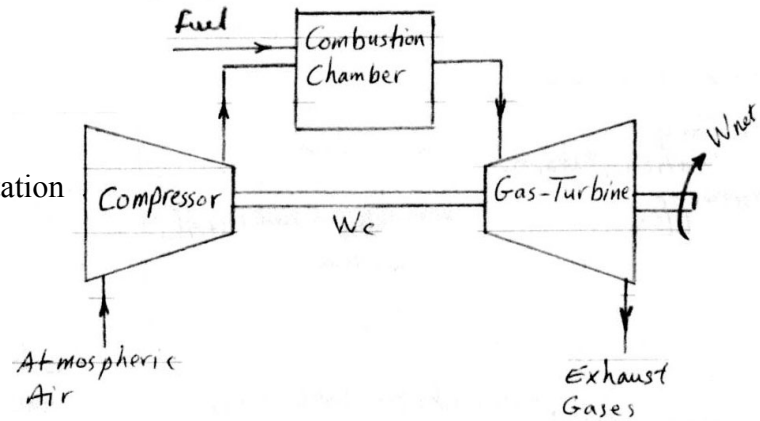 Fuel
Combustion
Chamber
Wnet
ation
Compressor
Gas-Turbine
Wc
Atmospheric
Air
Exhaust
Gases